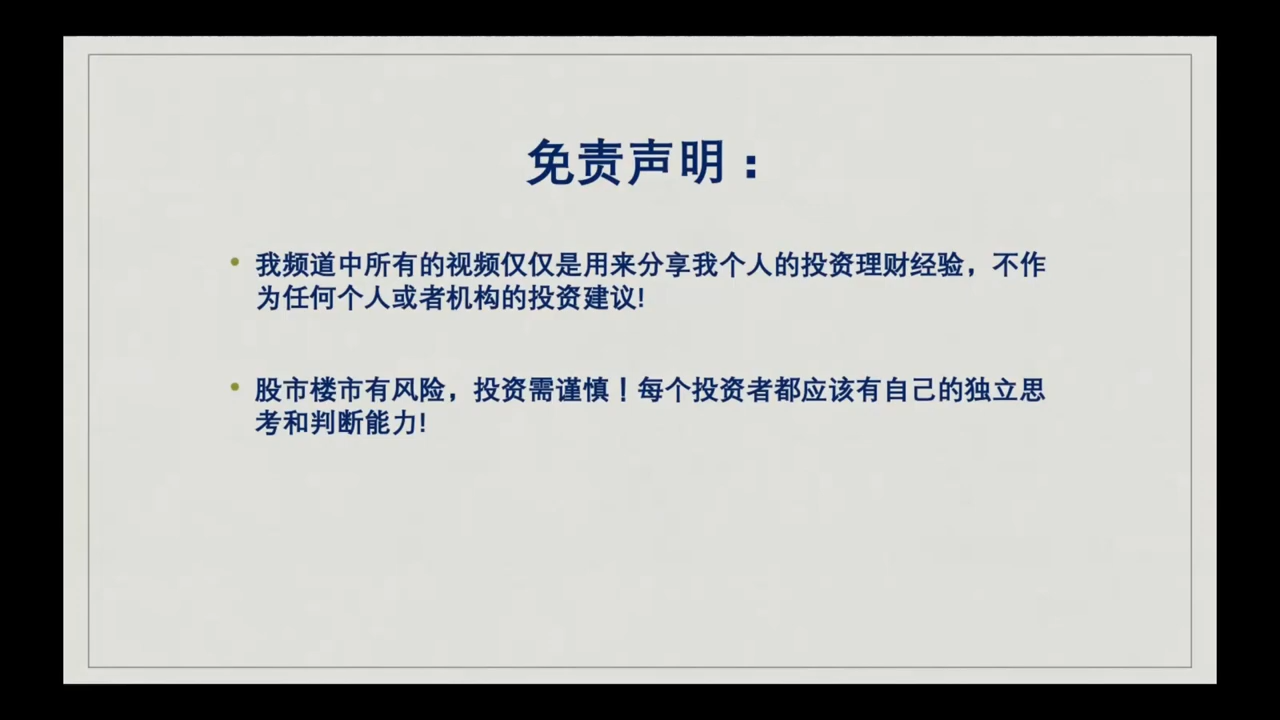 免责声明：
• 我频道中所有的视频仅仅是用来分享我个人的投资理财经验，不作
为任何个人或者机构的投资建议!
• 股市楼市有风险，投资需谨慎！每个投资者都应该有自己的独立思
考和判断能力!